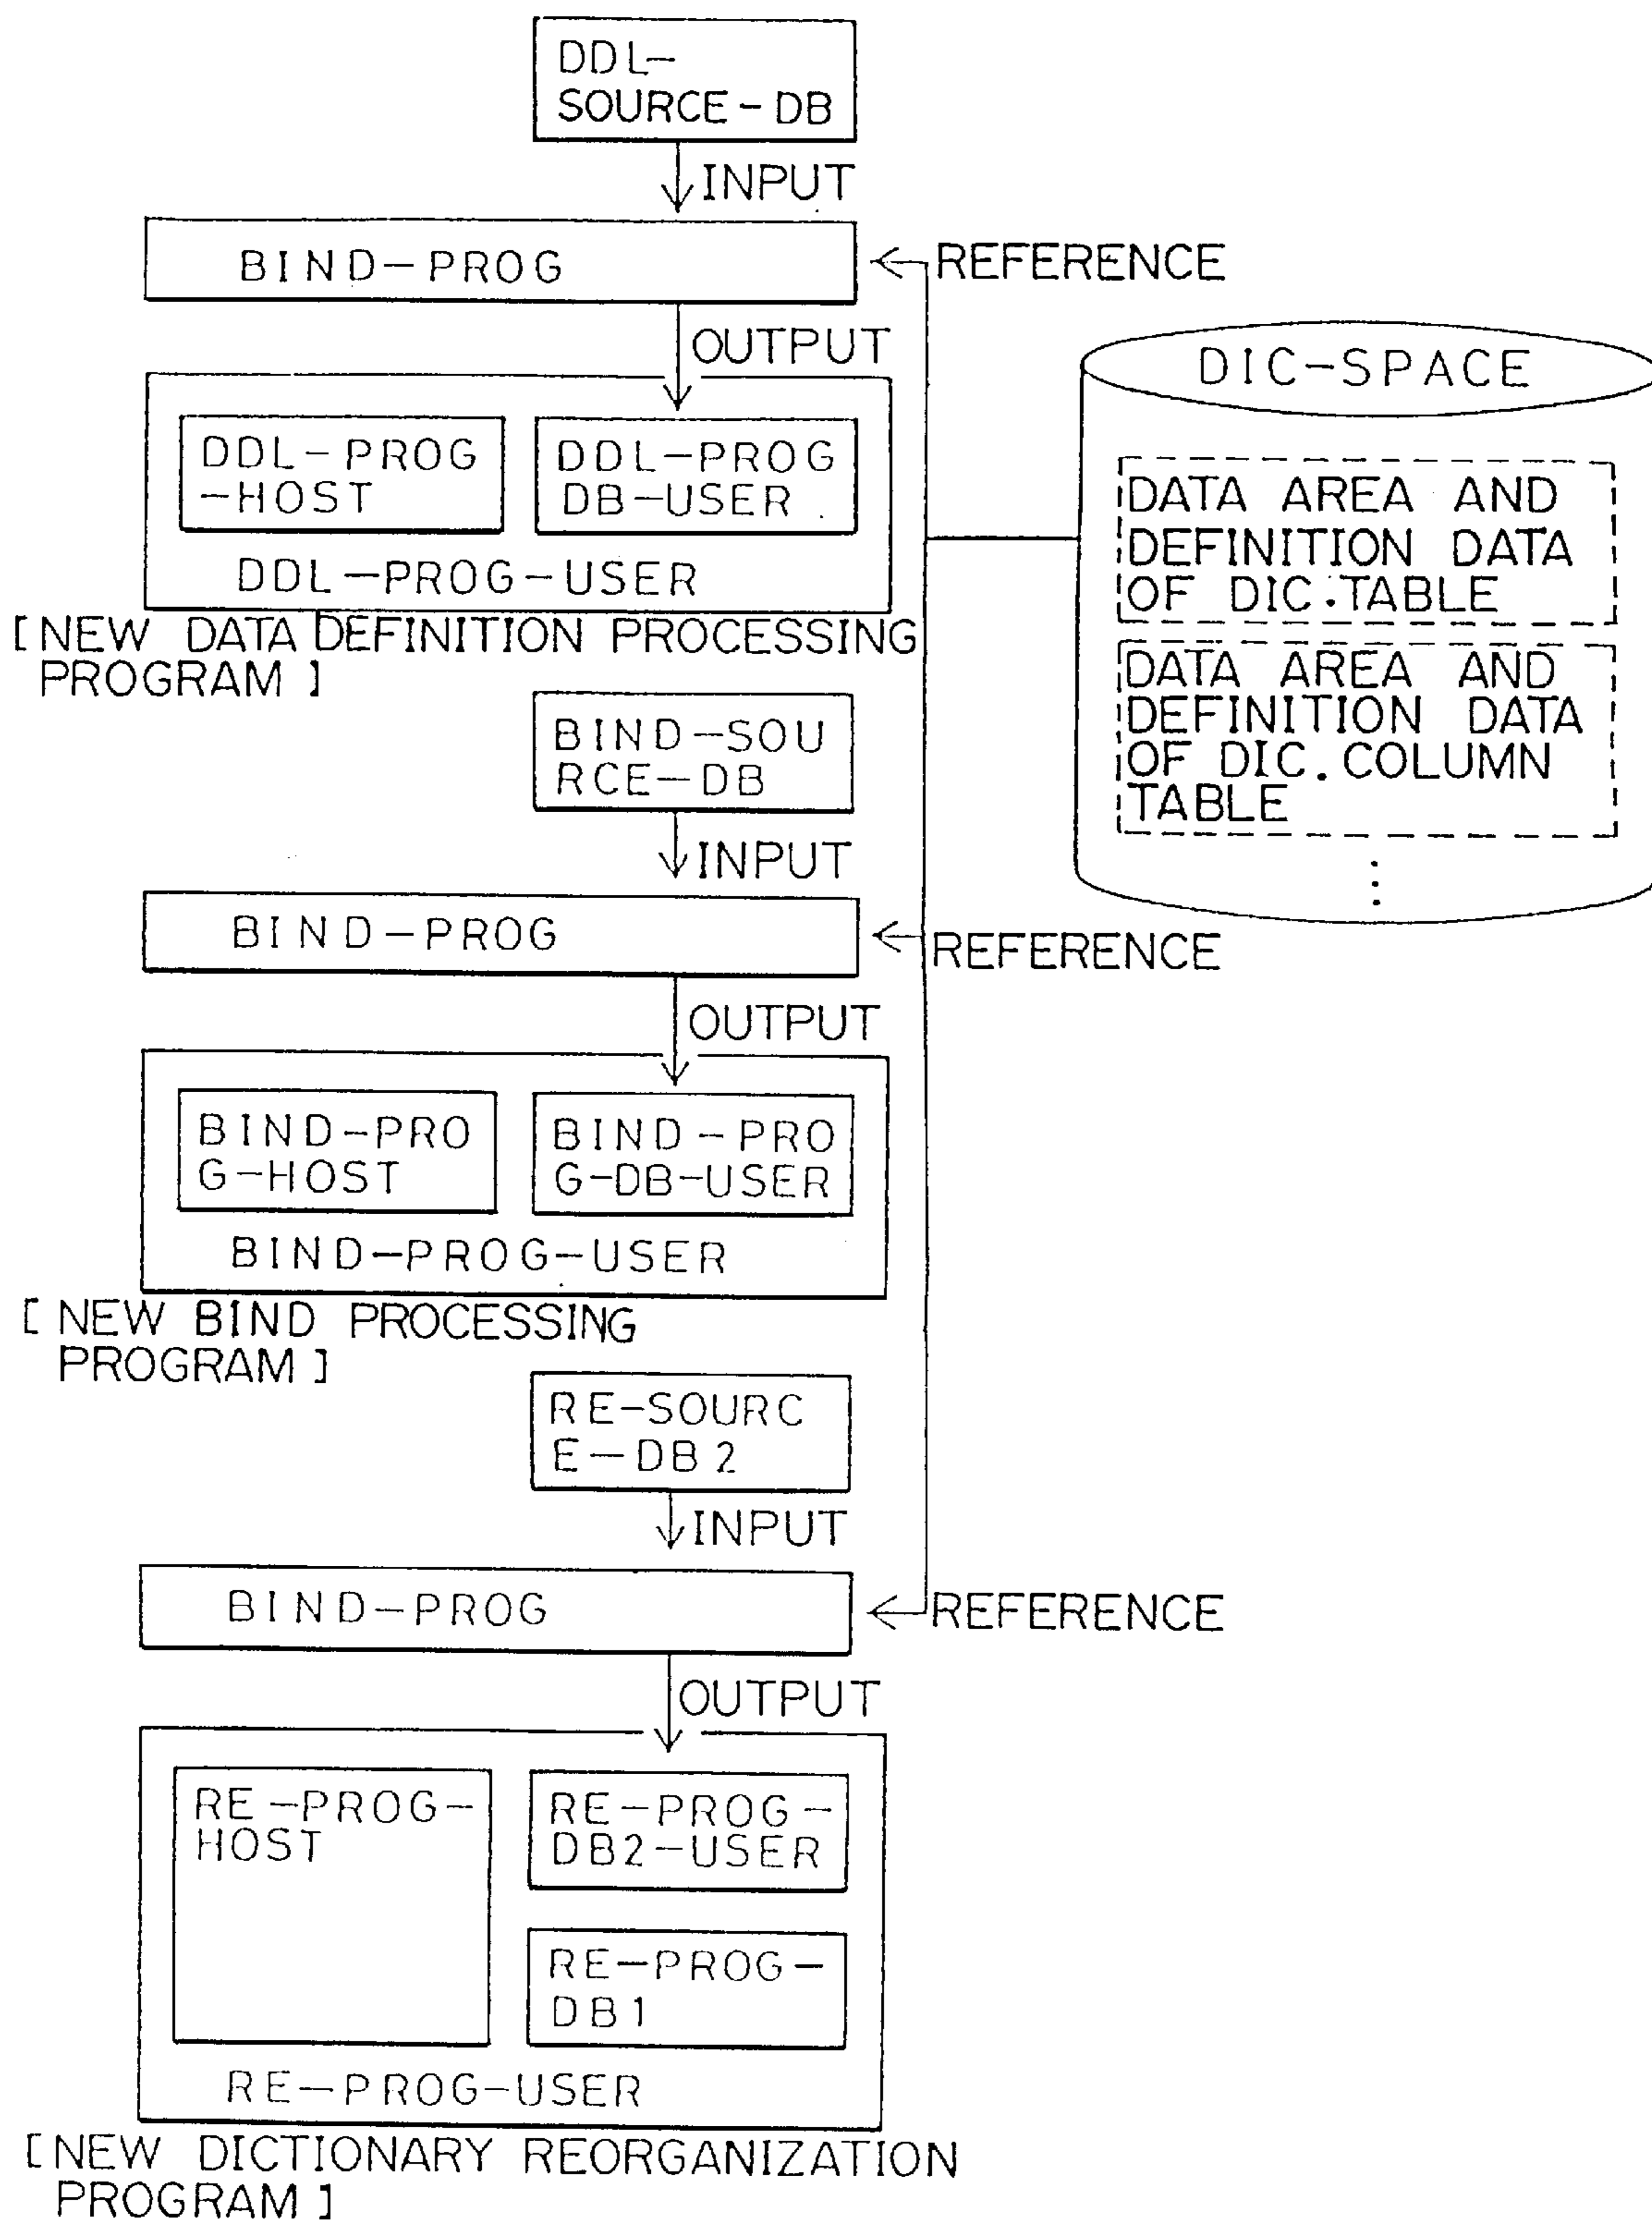 DDL-
SOURCE-DB
INPUT
BIND-PROG
REFERENCE
OUTPUT
DDL-PROG
-HOST
DDL-PROG
DB-USER
DDL-PROG-USER
[NEW DATA DEFINITION PROCESSING
PROGRAM]
DIC-SPACE
DATA AREA AND
DEFINITION DATA
OF DIC.TABLE
DATA AREA AND
DEFINITION DATA
OF DIC.COLUMN
TABLE
BIND-SOU
RCE-DB
INPUT
BIND-PROG
REFERENCE
OUTPUT
BIND-PRO
G-HOST
BIND-PRO
G-DB-USER
BIND-PROG-USER
[NEW BIND PROCESSING
PROGRAM]
RE-SOURC
E-DB2
INPUT
BIND-PROG
REFERENCE
OUTPUT
RE-PROG-
HOST
RE-PROG-
DB2-USER
RE-PROG-
DB1
RE-PROG-USER
[NEW DICTIONARY REORGANIZATION
PROGRAM]